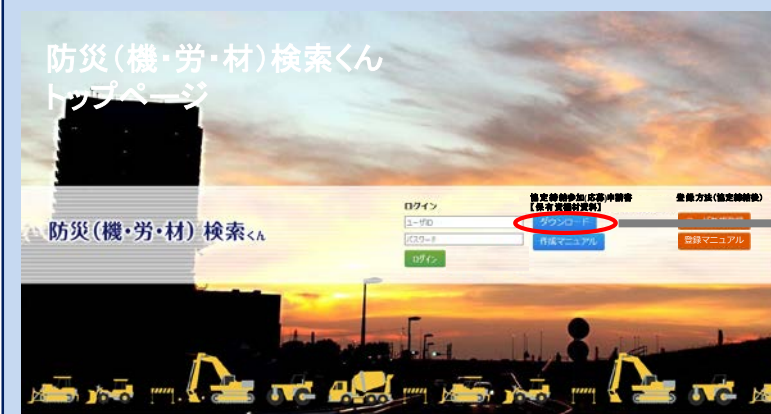 防災(機・労・材)検索くん
トップページ
防災(機・労・材) 検索くん
ログイン
ユーザID
パスワード
ログイン
協定締結参加(応募)申請書
【保有資機材資料】
ダウンロード
作成マニュアル
登録方法(協定締結後)
登録マニュアル